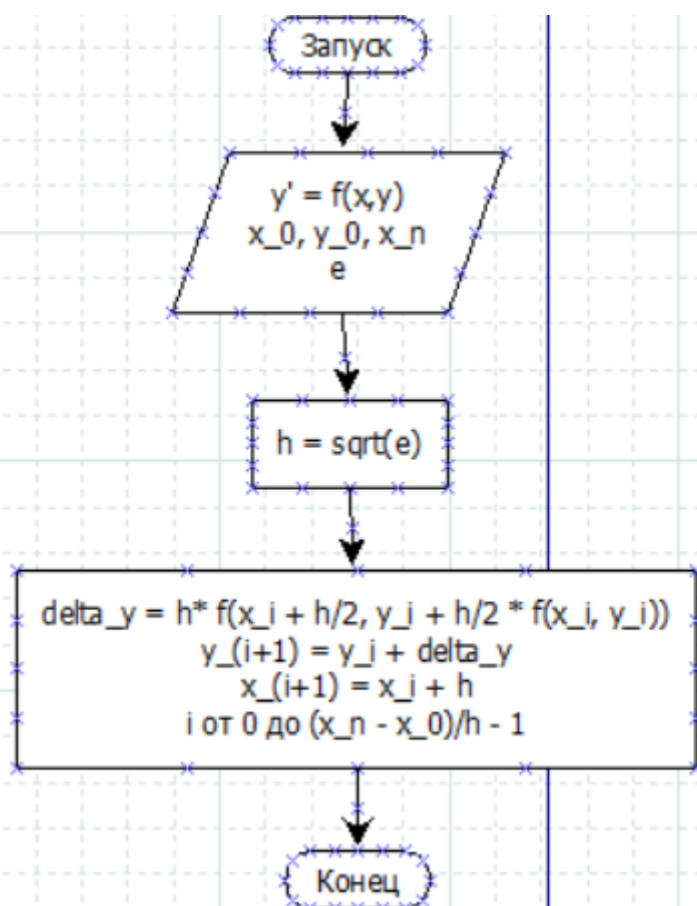 Запуск
y' = f(x,y)
x_0, y_0, x_n
e
h = sqrt(e)
delta_y = h* f(x_i + h/2, y_i + h/2 * f(x_i, y_i))
y_(i+1) = y_i + delta_y
x_(i+1) = x_i + h
i от 0 до (x_n - x_0)/h - 1
Конец